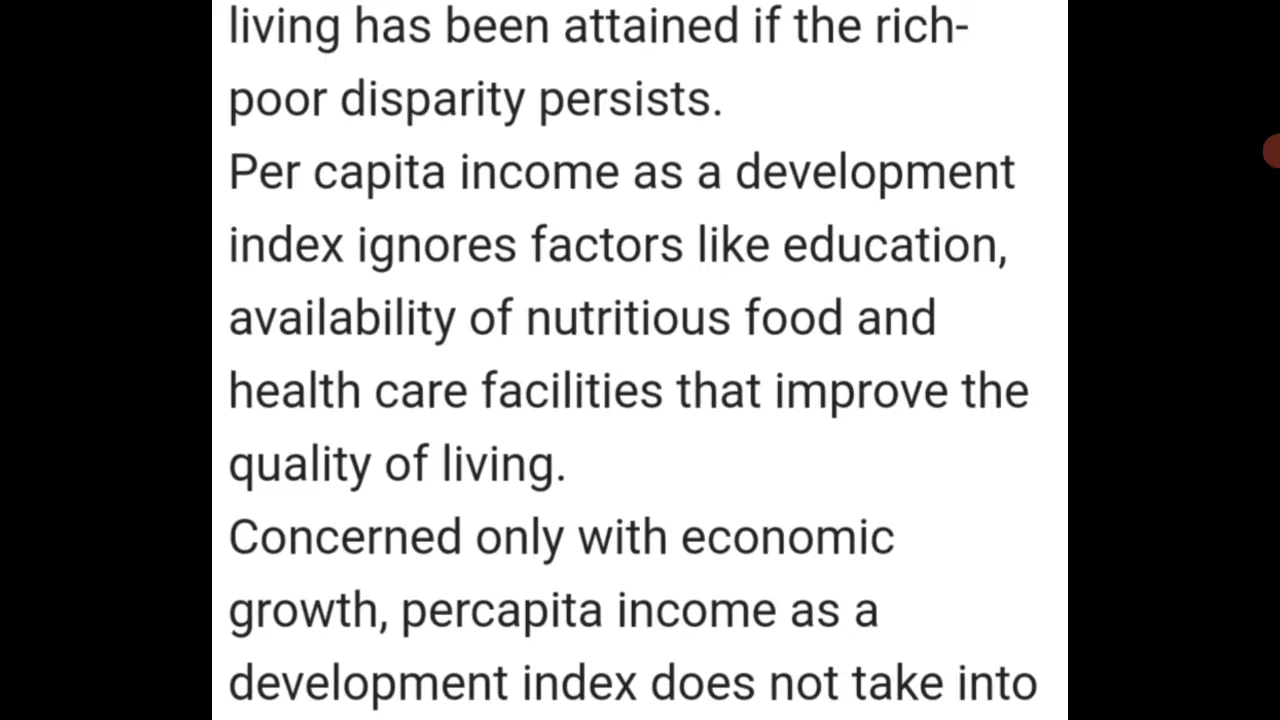 living has been attained if the rich-
poor disparity persists.
Per capita income as a development
index ignores factors like education,
availability of nutritious food and
health care facilities that improve the
quality of living.
Concerned only with economic
growth, percapita income as a
development index does not take into